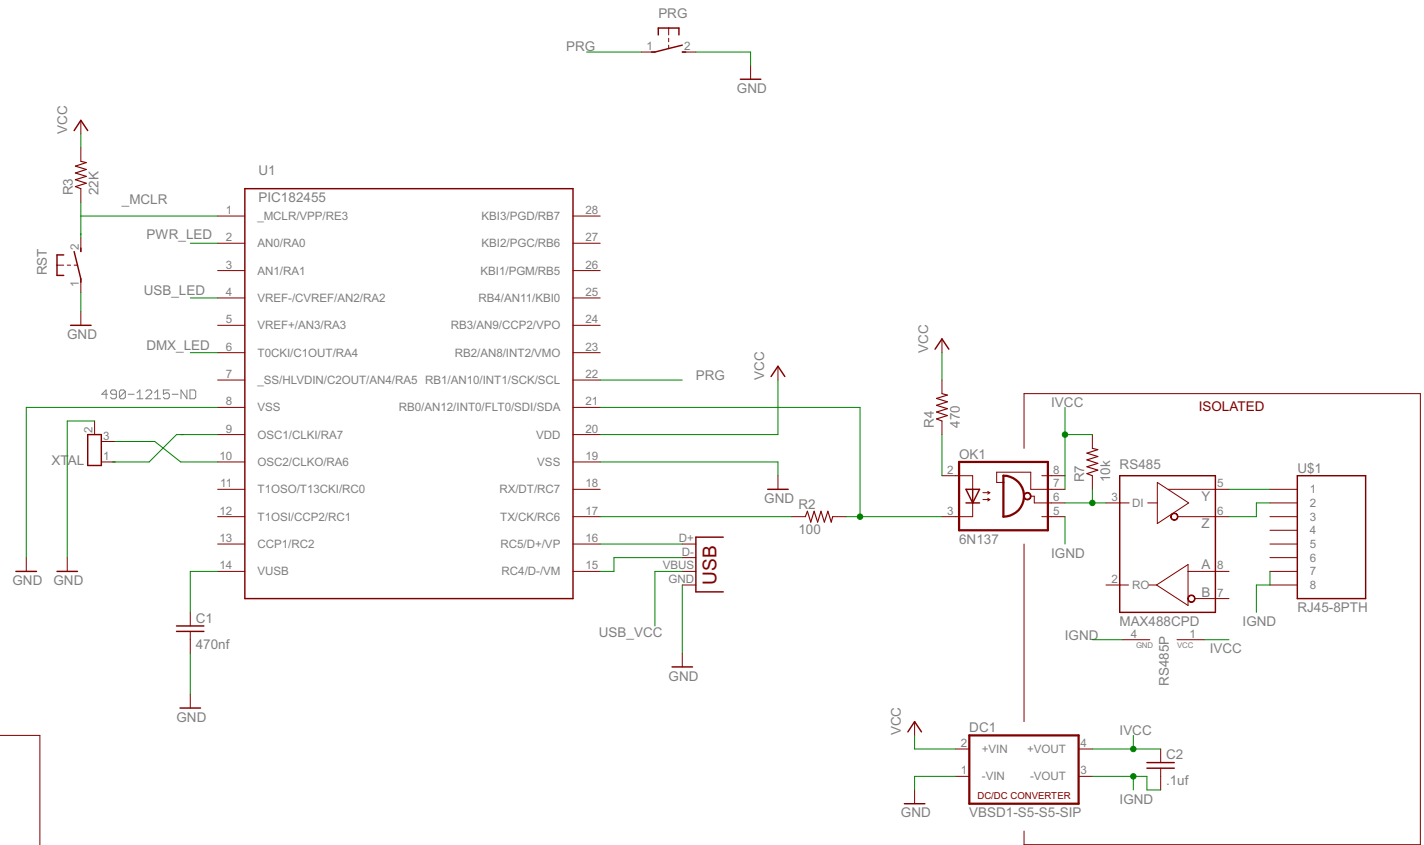 PRG
PRG
1
2
GND
VCC
R3
22K
_MCLR
RST
2
1
GND
U1
PIC182455
1 _MCLR/VPP/RE3
PWR_LED
2 AN0/RA0
3 AN1/RA1
USB_LED
4 VREF-/CVREF/AN2/RA2
5 VREF+/AN3/RA3
DMX_LED
6 T0CKI/C1OUT/RA4
7 _SS/HLVDIN/C2OUT/AN4/RA5
490-1215-ND
8 VSS
9 OSC1/CLKI/RA7
10 OSC2/CLKO/RA6
11 T1OSO/T13CKI/RC0
12 T1OSI/CCP2/RC1
13 CCP1/RC2
14 VUSB
KBI3/PGD/RB7 28
KBI2/PGC/RB6 27
KBI1/PGM/RB5 26
RB4/AN11/KBI0 25
RB3/AN9/CCP2/VPO 24
RB2/AN8/INT2/VMO 23
RB1/AN10/INT1/SCK/SCL 22
PRG
RB0/AN12/INT0/FLT0/SDI/SDA 21
VDD 20
VSS 19
RX/DT/RC7 18
TX/CK/RC6 17
RC5/D+/VP 16
RC4/D-/VM 15
XTAL
2
3
1
GND
GND
C1
470nf
GND
VCC
GND
R2
100
D+
D-
VBUS
GND
USB
USB_VCC
GND
VCC
R4
470
OK1
2
3
8
7
6
5
6N137
ISOLATED
IVCC
R7
10k
IGND
RS485
3 DI
Y 5
Z 6
A 8
B 7
2 RO
MAX488CPD
IGND
4
GND
RS485P
1
VCC
IVCC
U$1
1
2
3
4
5
6
7
8
RJ45-8PTH
IGND
VCC
GND
DC1
2 +VIN
1 -VIN
+VOUT 4
-VOUT 3
DC/DC CONVERTER
VBSD1-S5-S5-SIP
IVCC
C2
.1uf
IGND